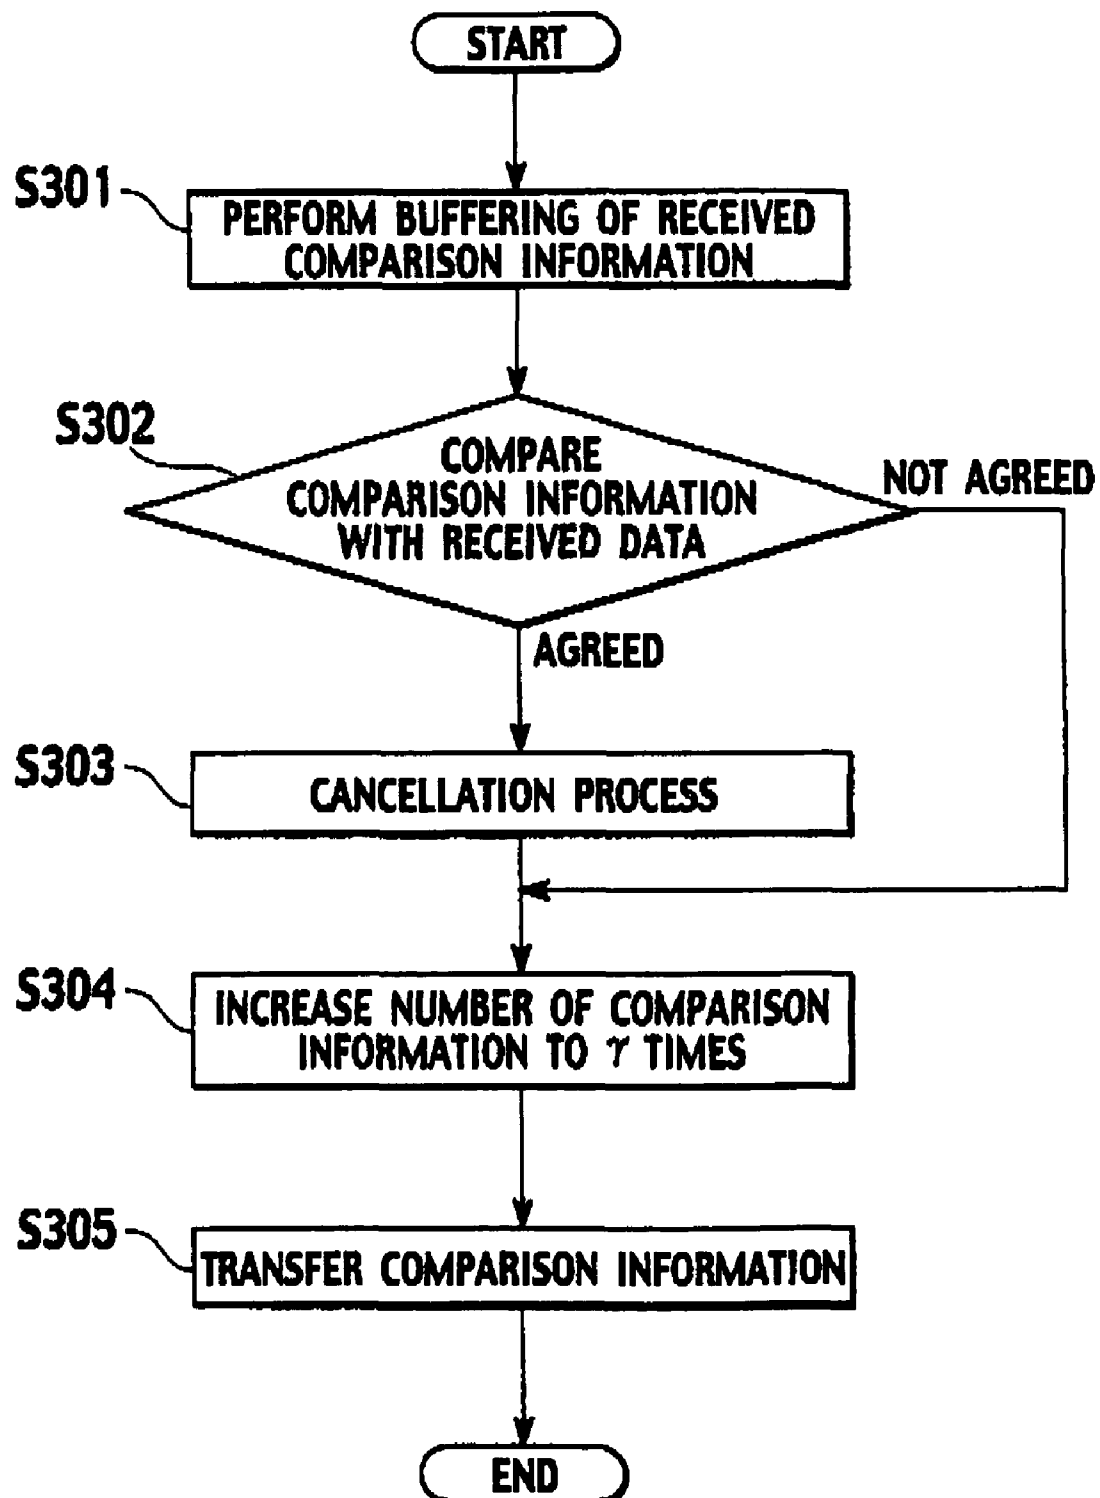 START
S301
PERFORM BUFFERING OF RECEIVED
COMPARISON INFORMATION
S302
COMPARE
COMPARISON INFORMATION
WITH RECEIVED DATA
NOT AGREED
AGREED
S303
CANCELLATION PROCESS
S304
INCREASE NUMBER OF COMPARISON
INFORMATION TO γ TIMES
S305
TRANSFER COMPARISON INFORMATION
END